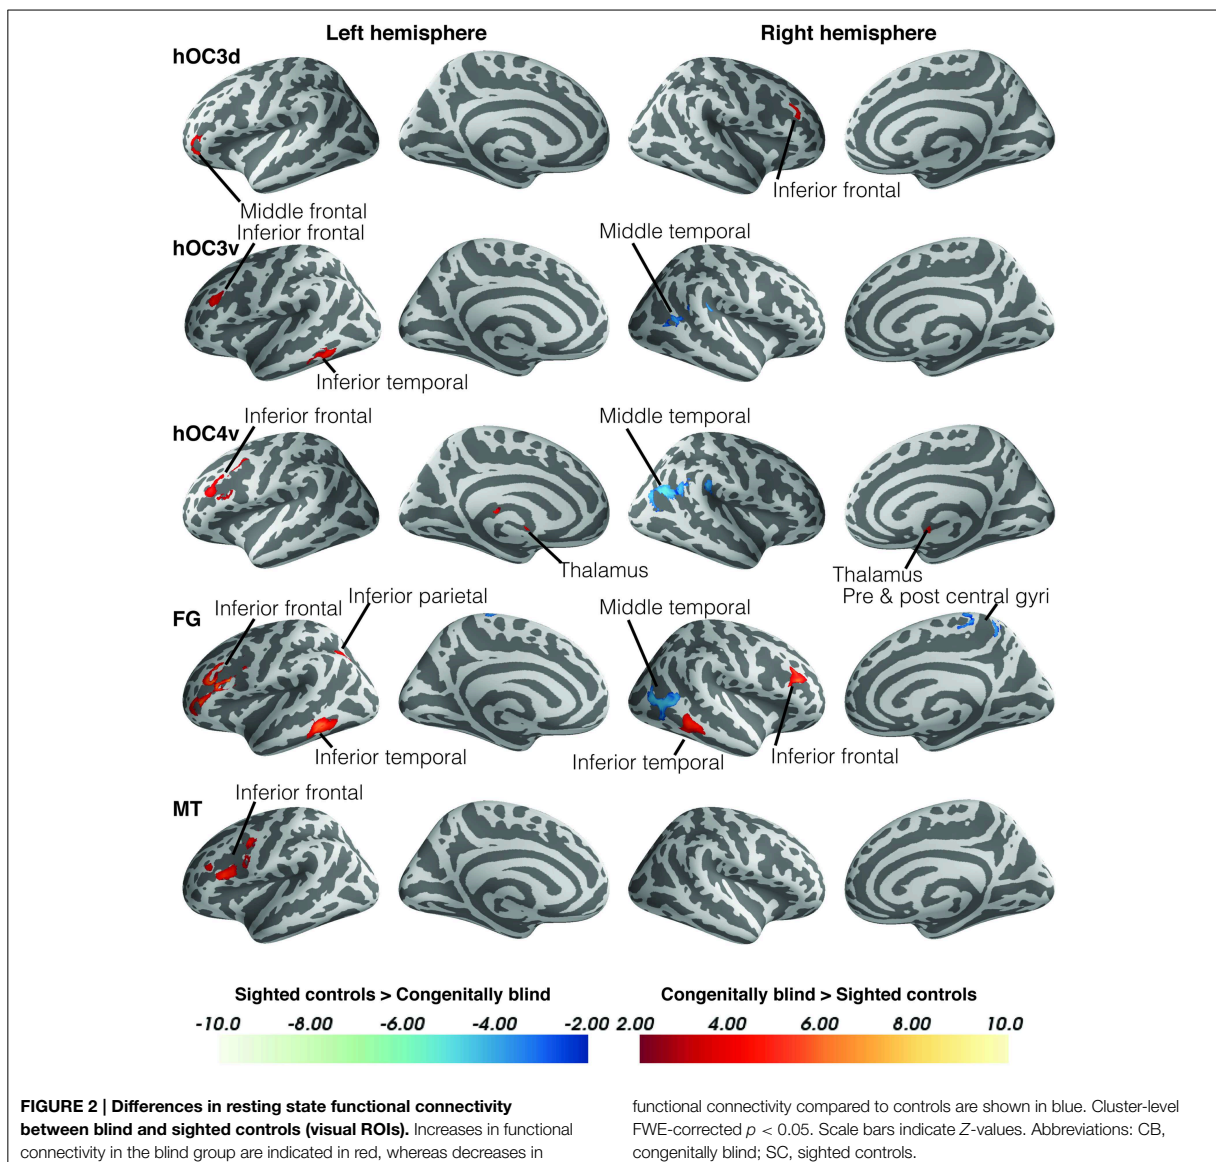 Left hemisphere
Right hemisphere
hOC3d
Inferior frontal
Middle frontal
Inferior frontal
Middle temporal
hOC3v
Inferior temporal
Inferior frontal
Middle temporal
hOC4v
Thalamus
Thalamus
Pre & post central gyri
Inferior frontal
Inferior parietal
Middle temporal
FG
Inferior temporal
Inferior temporal
Inferior frontal
Inferior frontal
MT
Sighted controls > Congenitally blind
Congenitally blind > Sighted controls
-10.0 -8.00 -6.00 -4.00 -2.00
2.00 4.00 6.00 8.00 10.0
FIGURE 2 | Differences in resting state functional connectivity
between blind and sighted controls (visual ROIs). Increases in functional
connectivity in the blind group are indicated in red, whereas decreases in
functional connectivity compared to controls are shown in blue. Cluster-level
FWE-corrected p < 0.05. Scale bars indicate Z-values. Abbreviations: CB,
congenitally blind; SC, sighted controls.